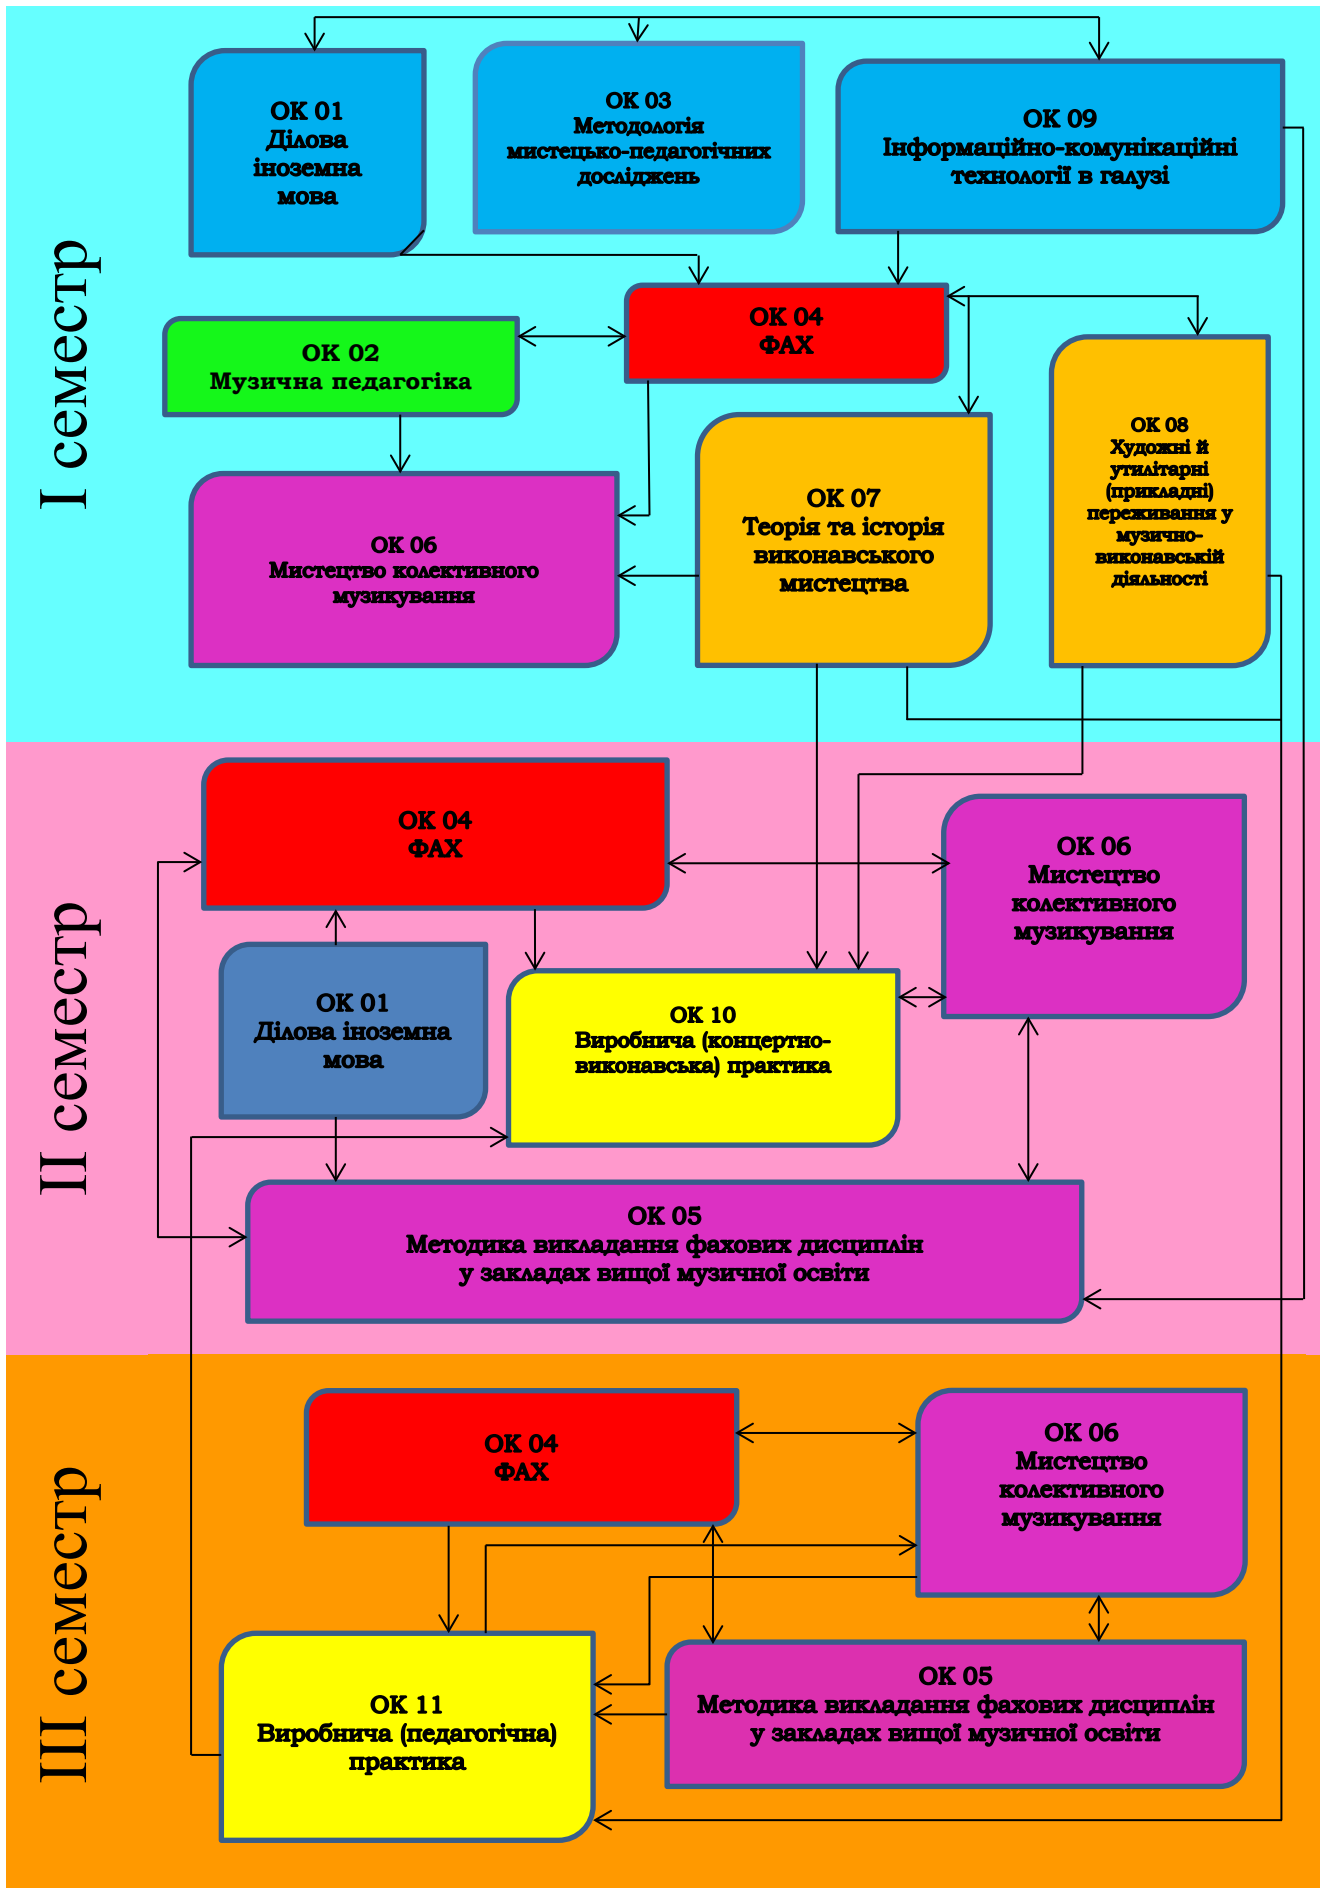 I семестр
ОК 01
Ділова
іноземна
мова
ОК 03
Методологія
мистецько-педагогічних
досліджень
ОК 09
Інформаційно-комунікаційні
технології в галузі
ОК 04
ФАХ
ОК 02
Музична педагогіка
ОК 06
Мистецтво колективного
музикування
ОК 07
Теорія та історія
виконавського
мистецтва
ОК 08
Художні й
утилітарні
(прикладні)
переживання у
музично-
виконавській
діяльності
II семестр
ОК 04
ФАХ
ОК 06
Мистецтво
колективного
музикування
ОК 01
Ділова іноземна
мова
ОК 10
Виробнича (концертно-
виконавська) практика
ОК 05
Методика викладання фахових дисциплін
у закладах вищої музичної освіти
III семестр
ОК 04
ФАХ
ОК 06
Мистецтво
колективного
музикування
ОК 11
Виробнича (педагогічна)
практика
ОК 05
Методика викладання фахових дисциплін
у закладах вищої музичної освіти